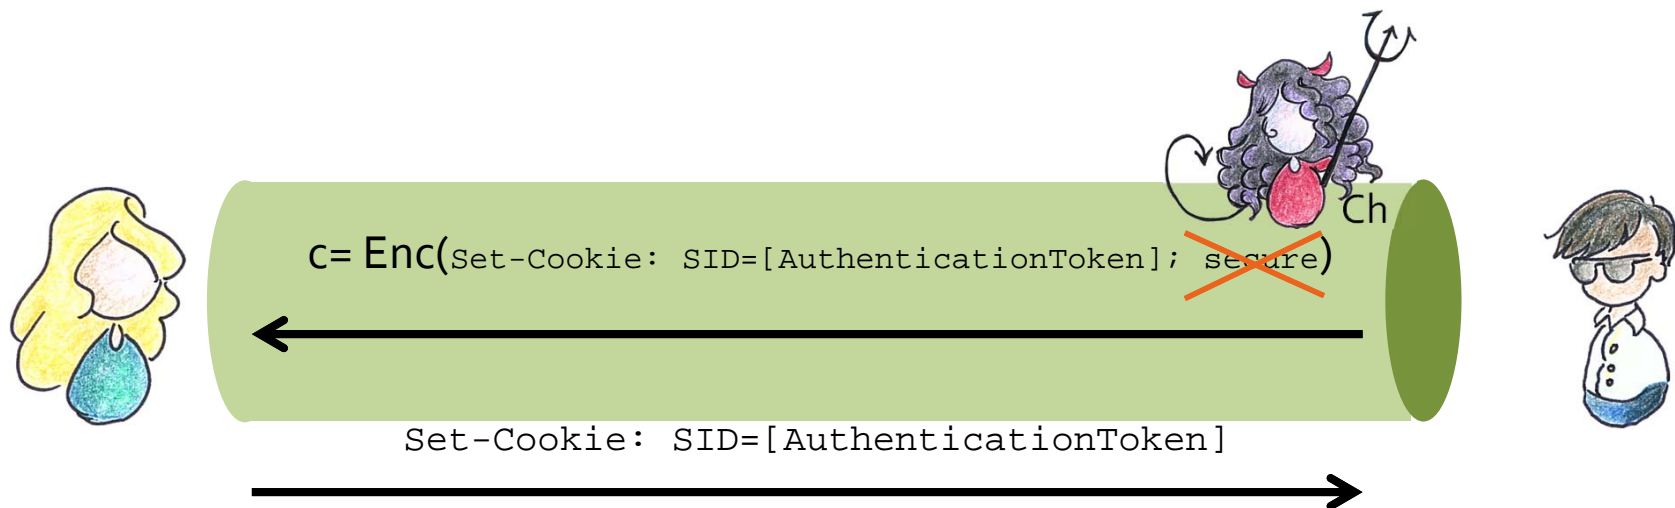 Ch
c= Enc(Set-Cookie: SID=[AuthenticationToken]; secure)
Set-Cookie: SID=[AuthenticationToken]